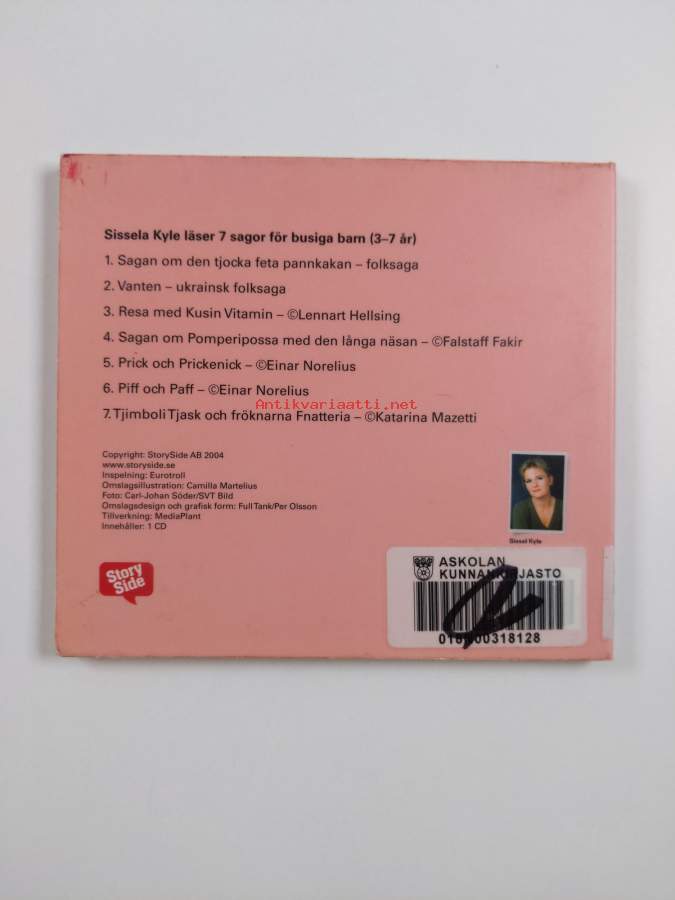 Sissela Kyle läser 7 sagor för busiga barn (3–7 år)
1. Sagan om den tjocka feta pannkakan – folksaga
2. Vanten – ukrainsk folksaga
3. Resa med Kusin Vitamin – ©Lennart Hellsing
4. Sagan om Pomperipossa med den långa näsan – ©Falstaff Fakir
5. Prick och Prickenick – ©Einar Norelius
6. Piff och Paff – ©Einar Norelius
Antikvariaatti.net
7. Tjimboli Tjask och fröknarna Fnatteria – ©Katarina Mazetti
Copyright: StorySide AB 2004
www.storyside.se
Inspelning: Eurotroll
Omslagsillustration: Camilla Martelius
Foto: Carl-Johan Söder/SVT Bild
Omslagsdesign och grafisk form: Full Tank/Per Olsson
Tillverkning: MediaPlant
Innehåller: 1 CD
Sissel Kyle
Story
Side
ASKOLAN
KUNNANKIRJASTO